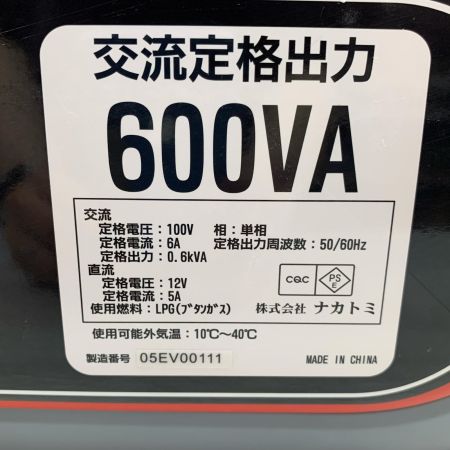 交流定格出力
600VA
交流
定格電圧：100V 相：単相
定格電流：6A 定格出力周波数：50/60Hz
定格出力：0.6kVA
直流
定格電圧：12V
定格電流：5A
使用燃料：LPG(ﾌﾞﾀﾝｶﾞｽ)
CQC
PS
E
株式会社 ナカトミ
使用可能外気温：10℃～40℃
製造番号 05EV00111
MADE IN CHINA